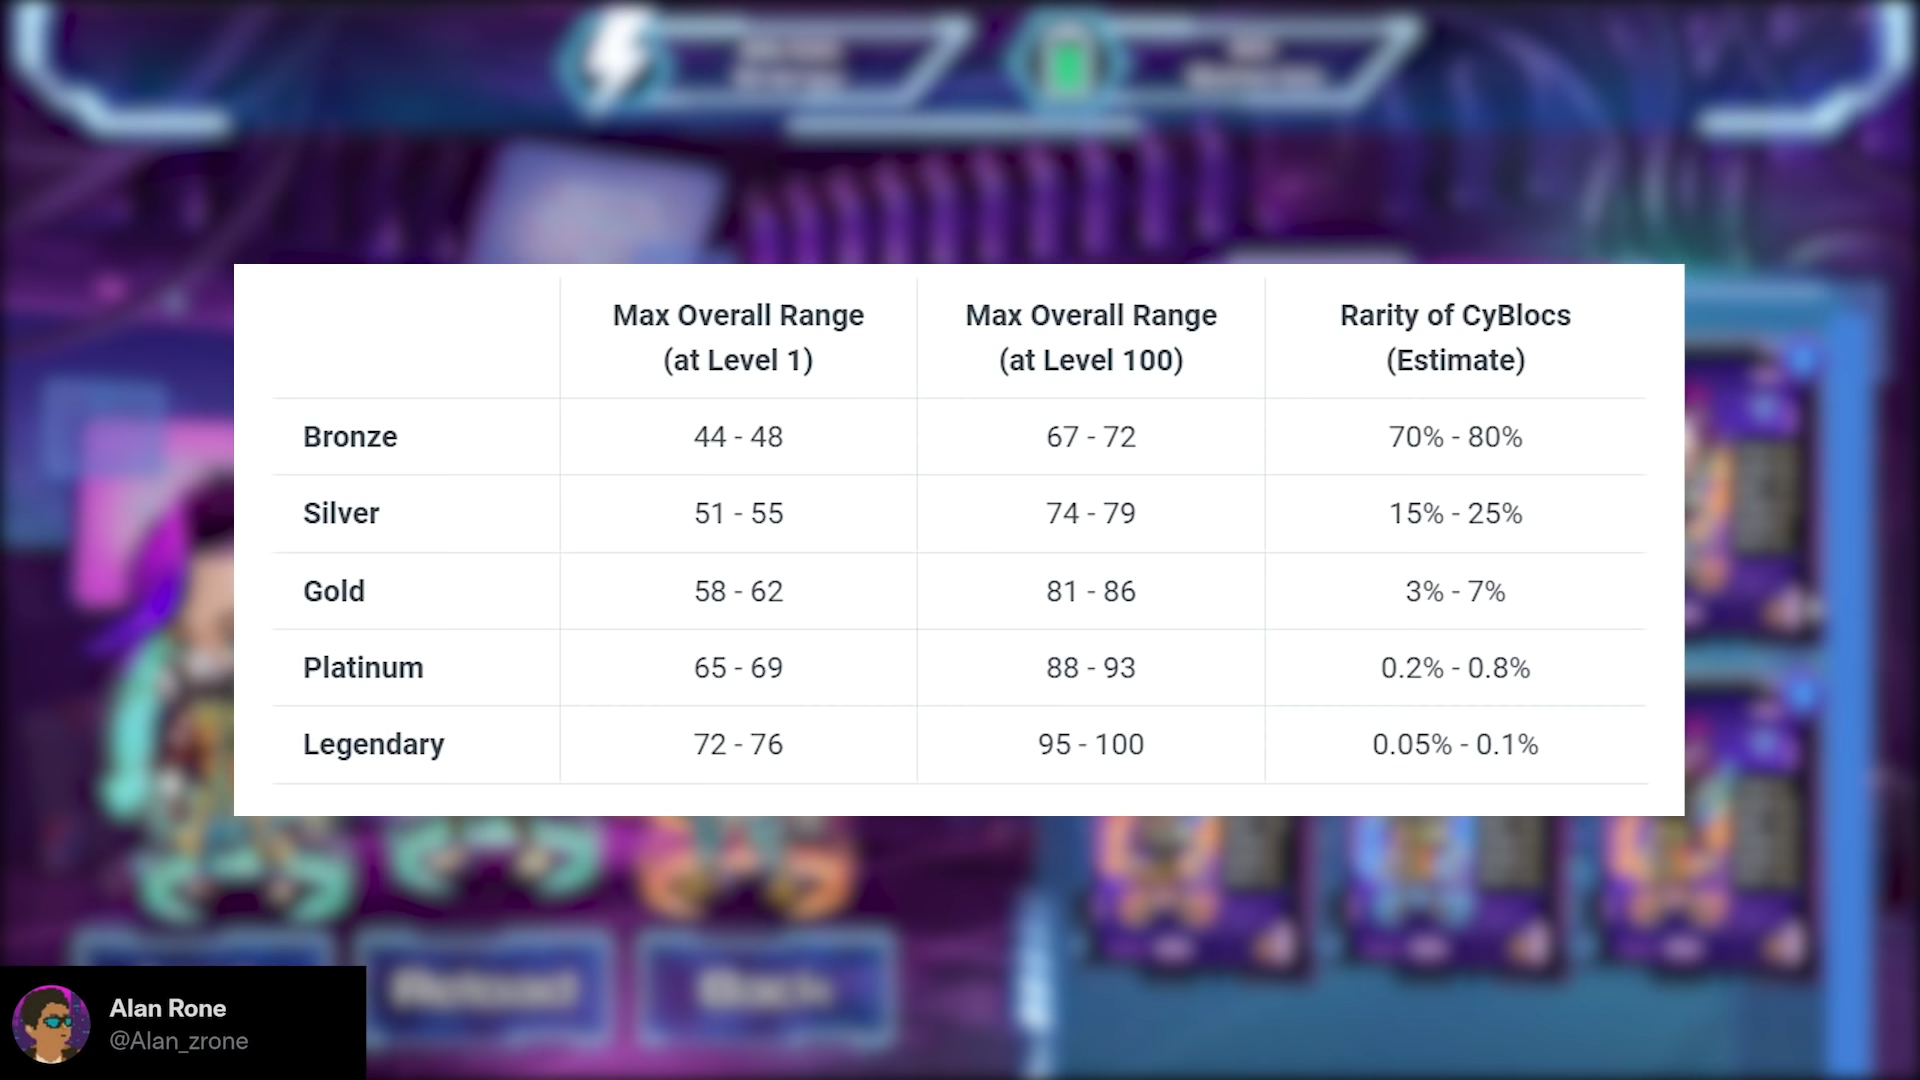 Max Overall Range Max Overall Range Rarity of CyBlocs
(at Level 1) (at Level 100) (Estimate)
Bronze 44 - 48 67 - 72 70% - 80%
Silver 51 - 55 74 - 79 15% - 25%
Gold 58 - 62 81 - 86 3% - 7%
Platinum 65 - 69 88 - 93 0.2% - 0.8%
Legendary 72 - 76 95 - 100 0.05% - 0.1%
Reload Back
Alan Rone
@Alan_zrone